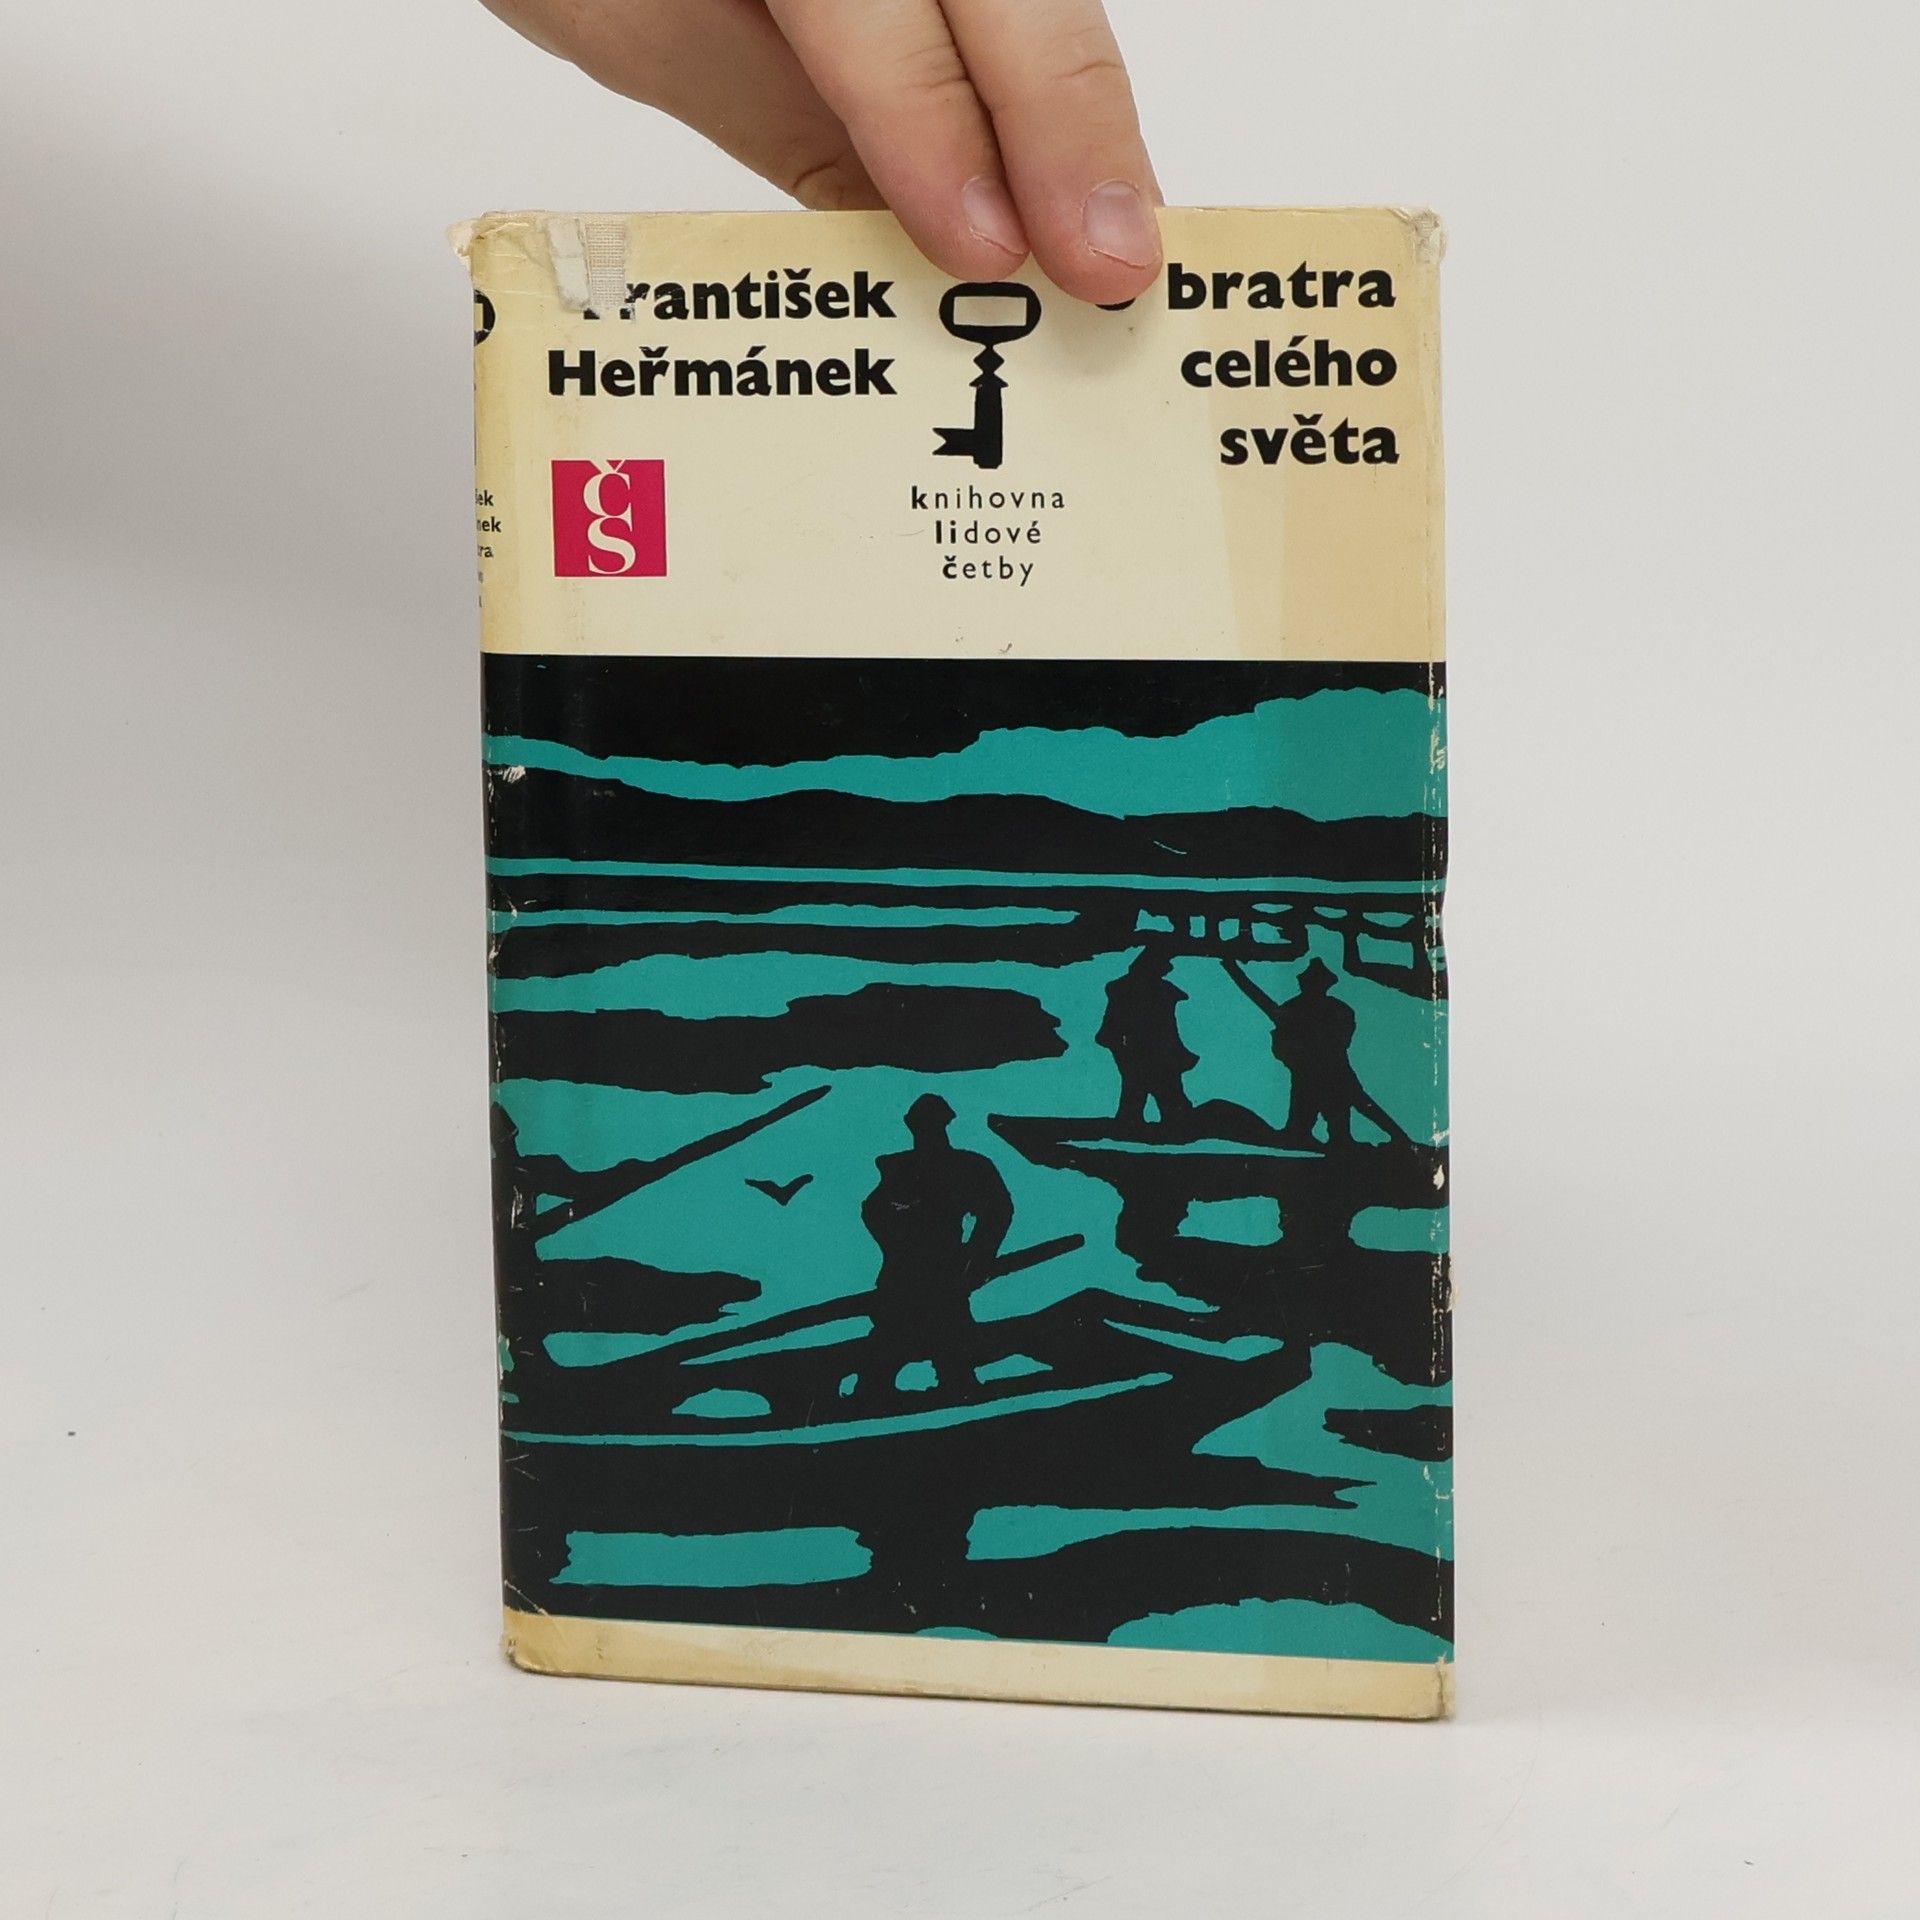 František
Heřmánek
bratra
celého
světa
ČS
knihovna
lidové
četby